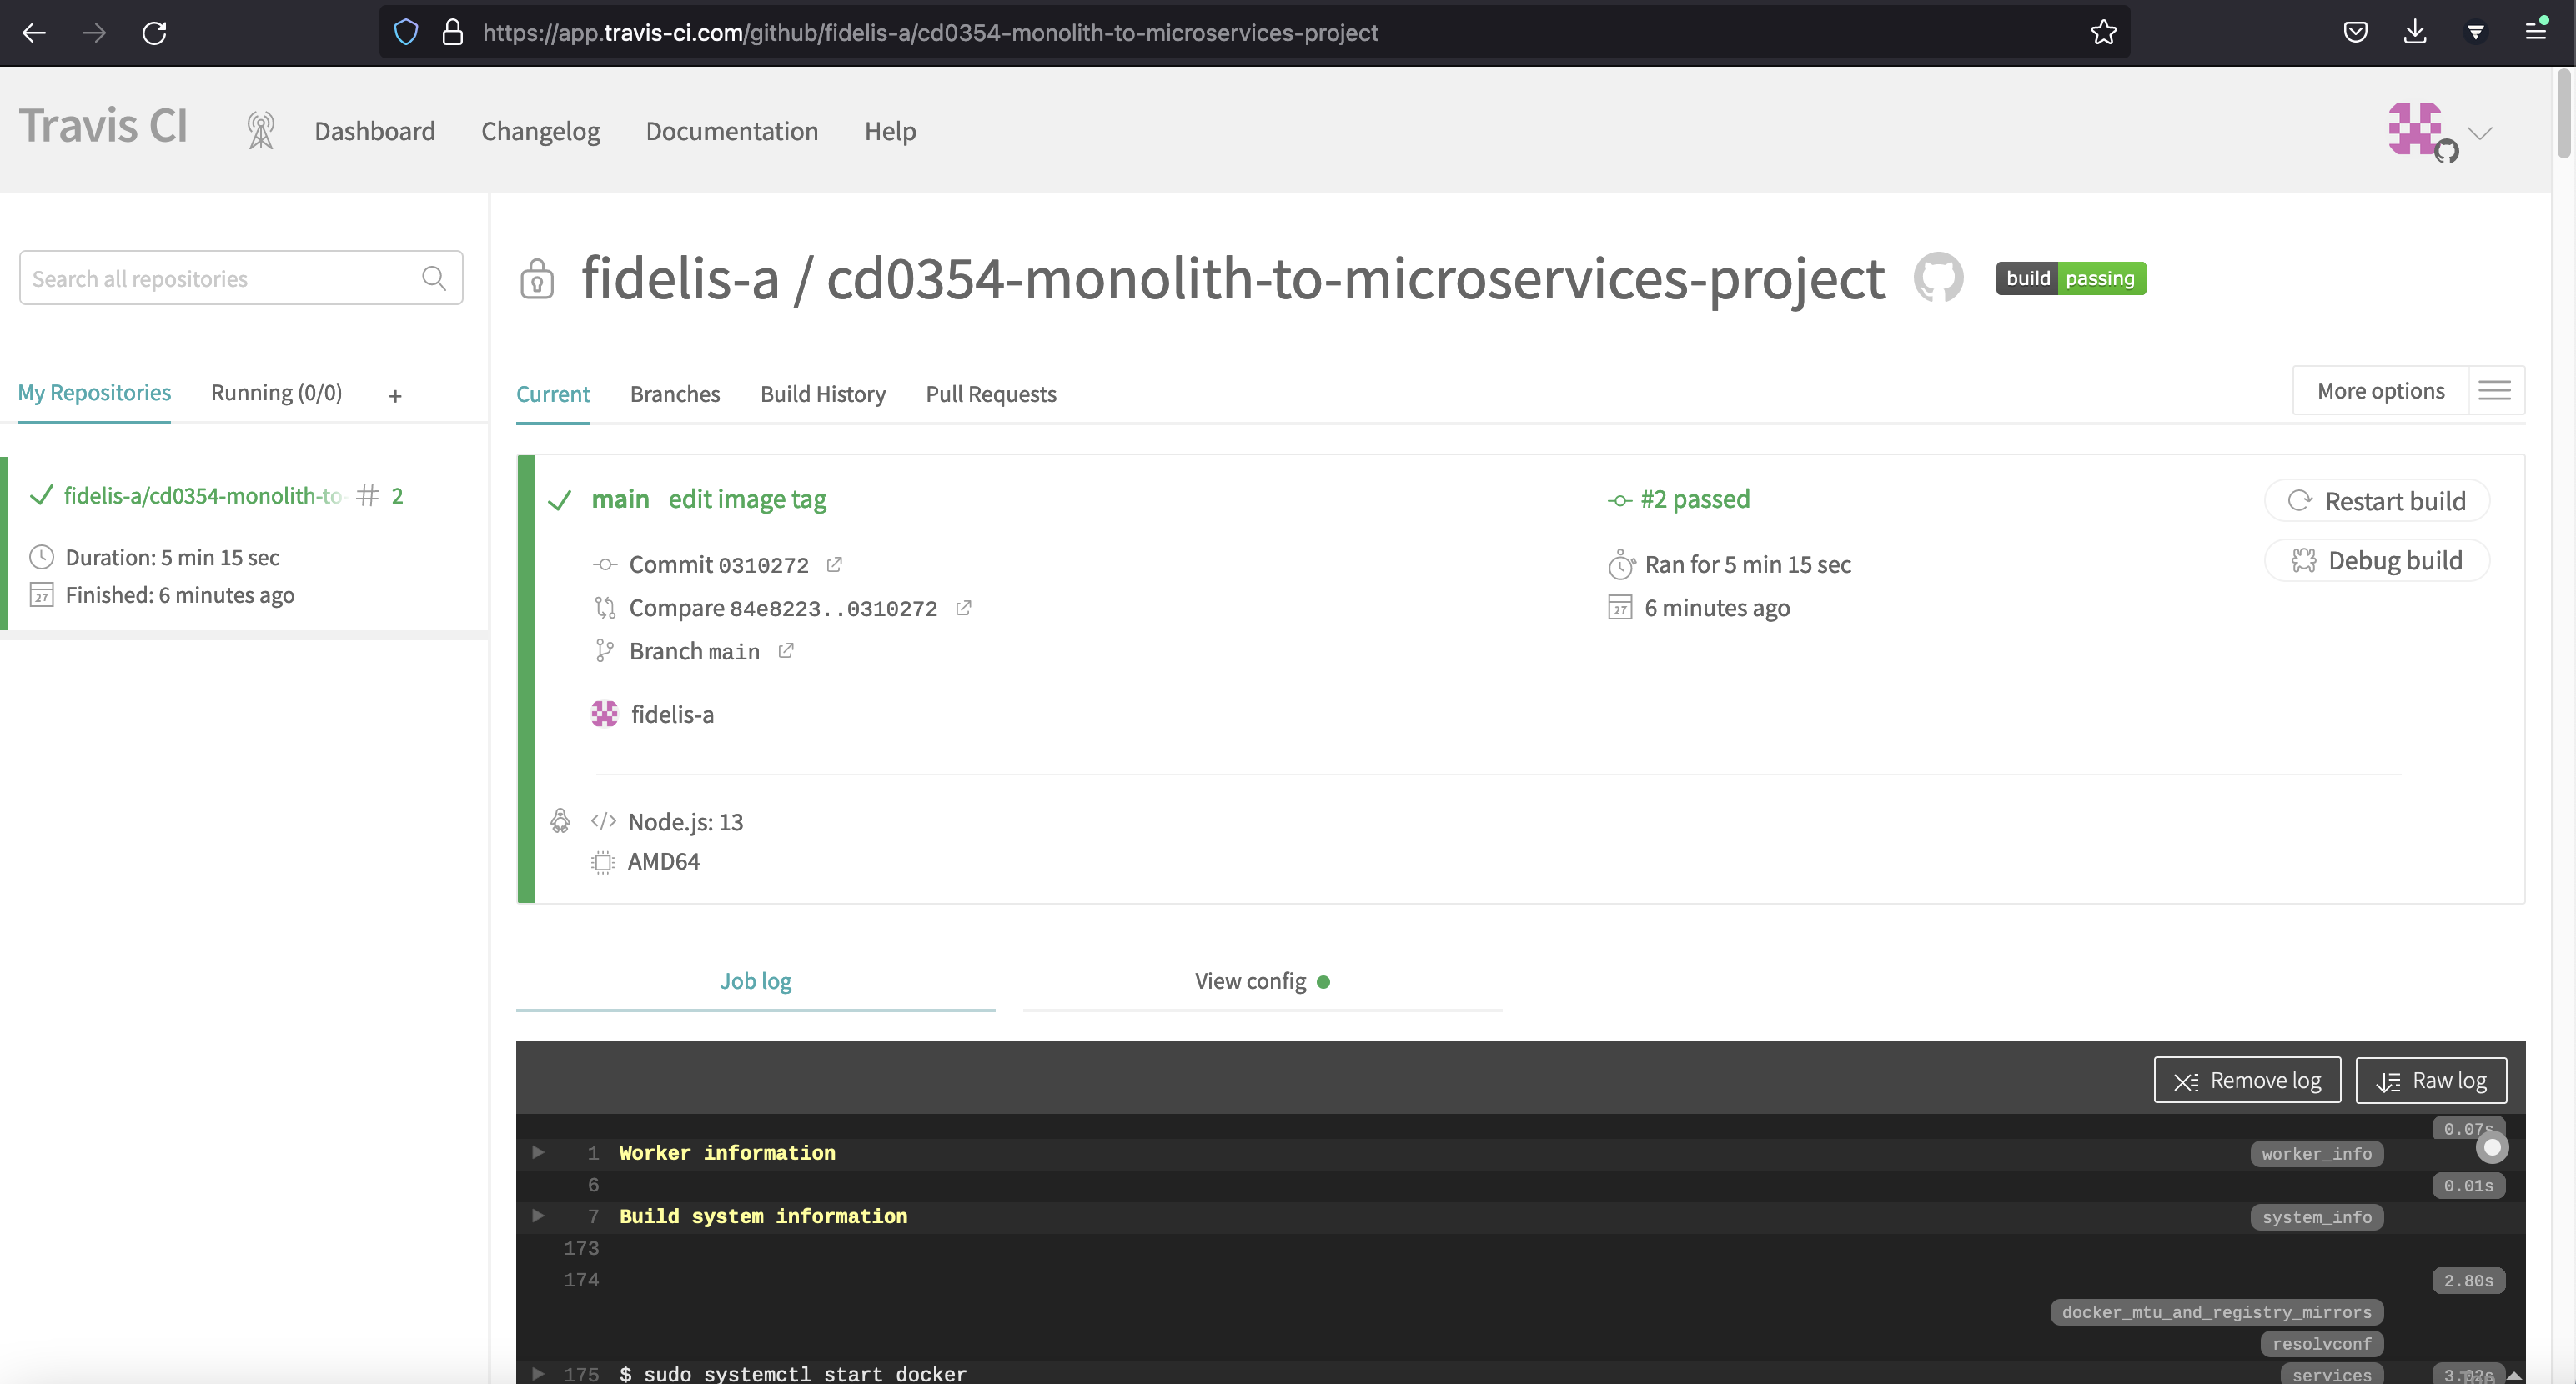 https://app.travis-ci.com/github/fidelis-a/cd0354-monolith-to-microservices-project
Travis CI
Dashboard
Changelog
Documentation
Help
Search all repositories
My Repositories
Running (0/0)
+
fidelis-a/cd0354-monolith-to- # 2
Duration: 5 min 15 sec
27 Finished: 6 minutes ago
fidelis-a / cd0354-monolith-to-microservices-project
build passing
Current
Branches
Build History
Pull Requests
More options
main edit image tag
Commit 0310272
Compare 84e8223..0310272
Branch main
fidelis-a
#2 passed
Ran for 5 min 15 sec
27 6 minutes ago
Restart build
Debug build
</> Node.js: 13
AMD64
Job log
View config
Remove log
Raw log
0.07s
1 Worker information worker_info
6 0.01s
7 Build system information system_info
173
174 2.80s
docker_mtu_and_registry_mirrors
resolvconf
175 $ sudo systemctl start docker services